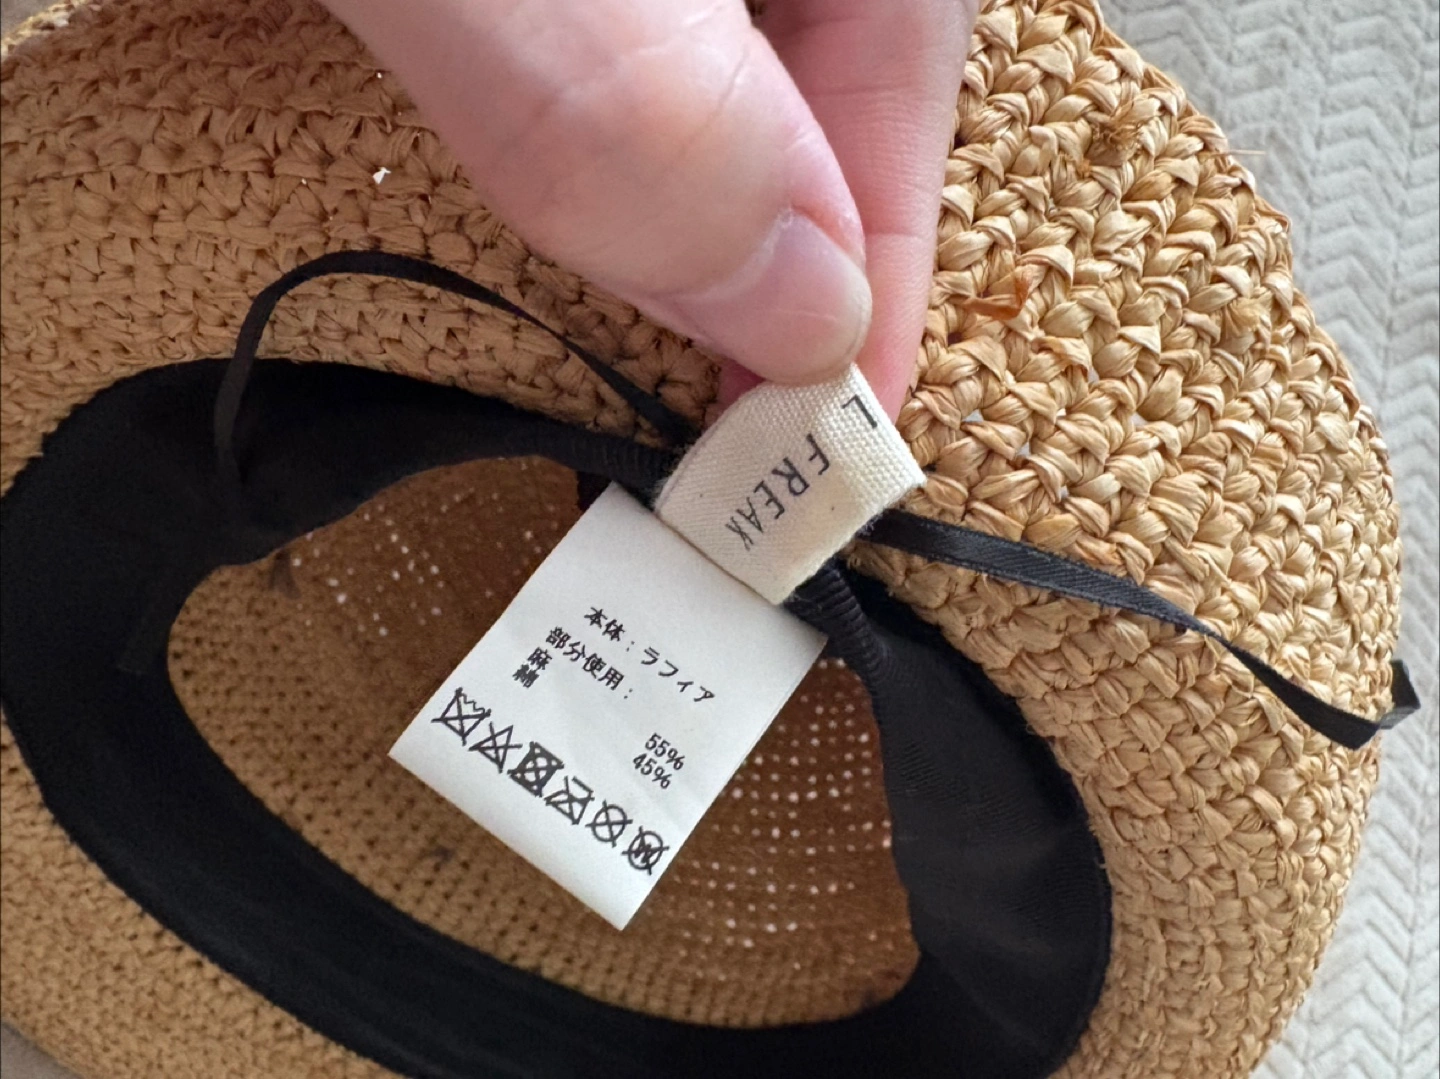 L
FREAK
本体：ラフィア
部分使用：
麻 55%
綿 45%